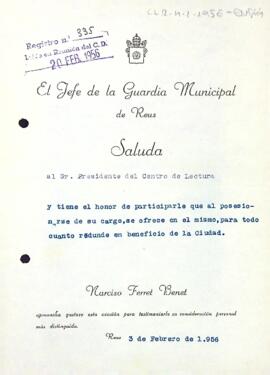 Registro n.º 335
20 FEB. 1956
El Jefe de la Guardia Municipal
de Reus
Saluda
al Sr. Presidente del Centro de Lectura
y tiene el honor de participarle que al posesio-
narse de su cargo, se ofrece en el mismo, para todo
cuanto redunde en beneficio de la Ciudad.
Narciso Ferret Benet
aprovecha gustoso esta ocasión para testimoniarle su consideración personal
más distinguida.
Reus 3 de Febrero de 1.956